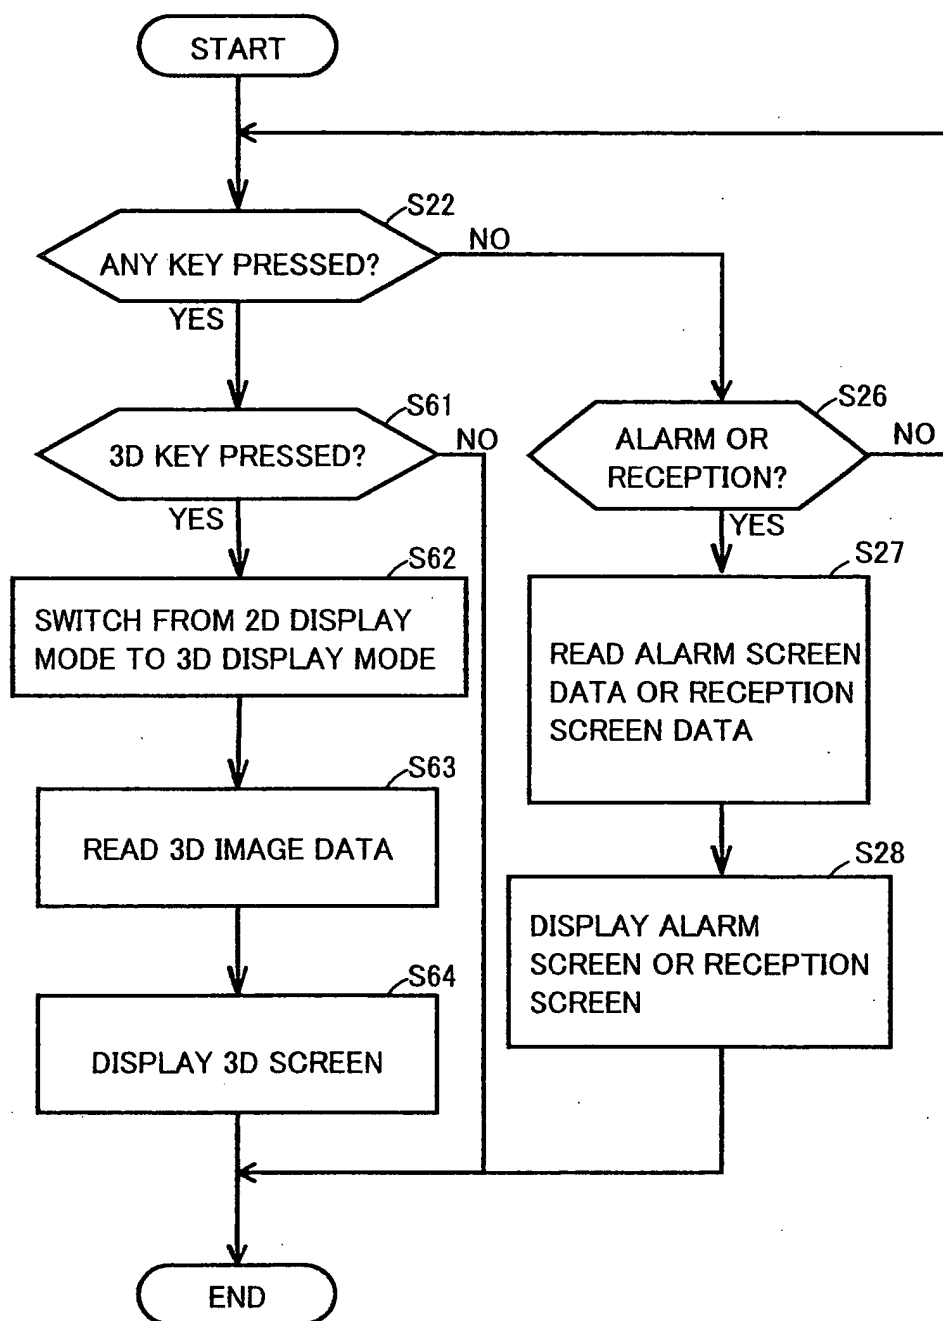 START
S22
ANY KEY PRESSED?
NO
YES
S61
3D KEY PRESSED?
NO
YES
S26
ALARM OR
RECEPTION?
NO
YES
S62
SWITCH FROM 2D DISPLAY
MODE TO 3D DISPLAY MODE
S27
READ ALARM SCREEN
DATA OR RECEPTION
SCREEN DATA
S63
READ 3D IMAGE DATA
S28
DISPLAY ALARM
SCREEN OR RECEPTION
SCREEN
S64
DISPLAY 3D SCREEN
END